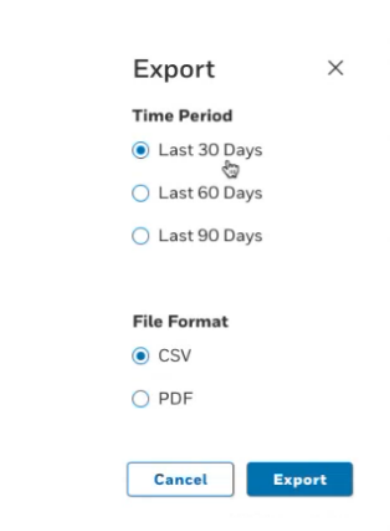 Export
Time Period
Last 30 Days
Last 60 Days
Last 90 Days
File Format
CSV
PDF
Cancel
Export